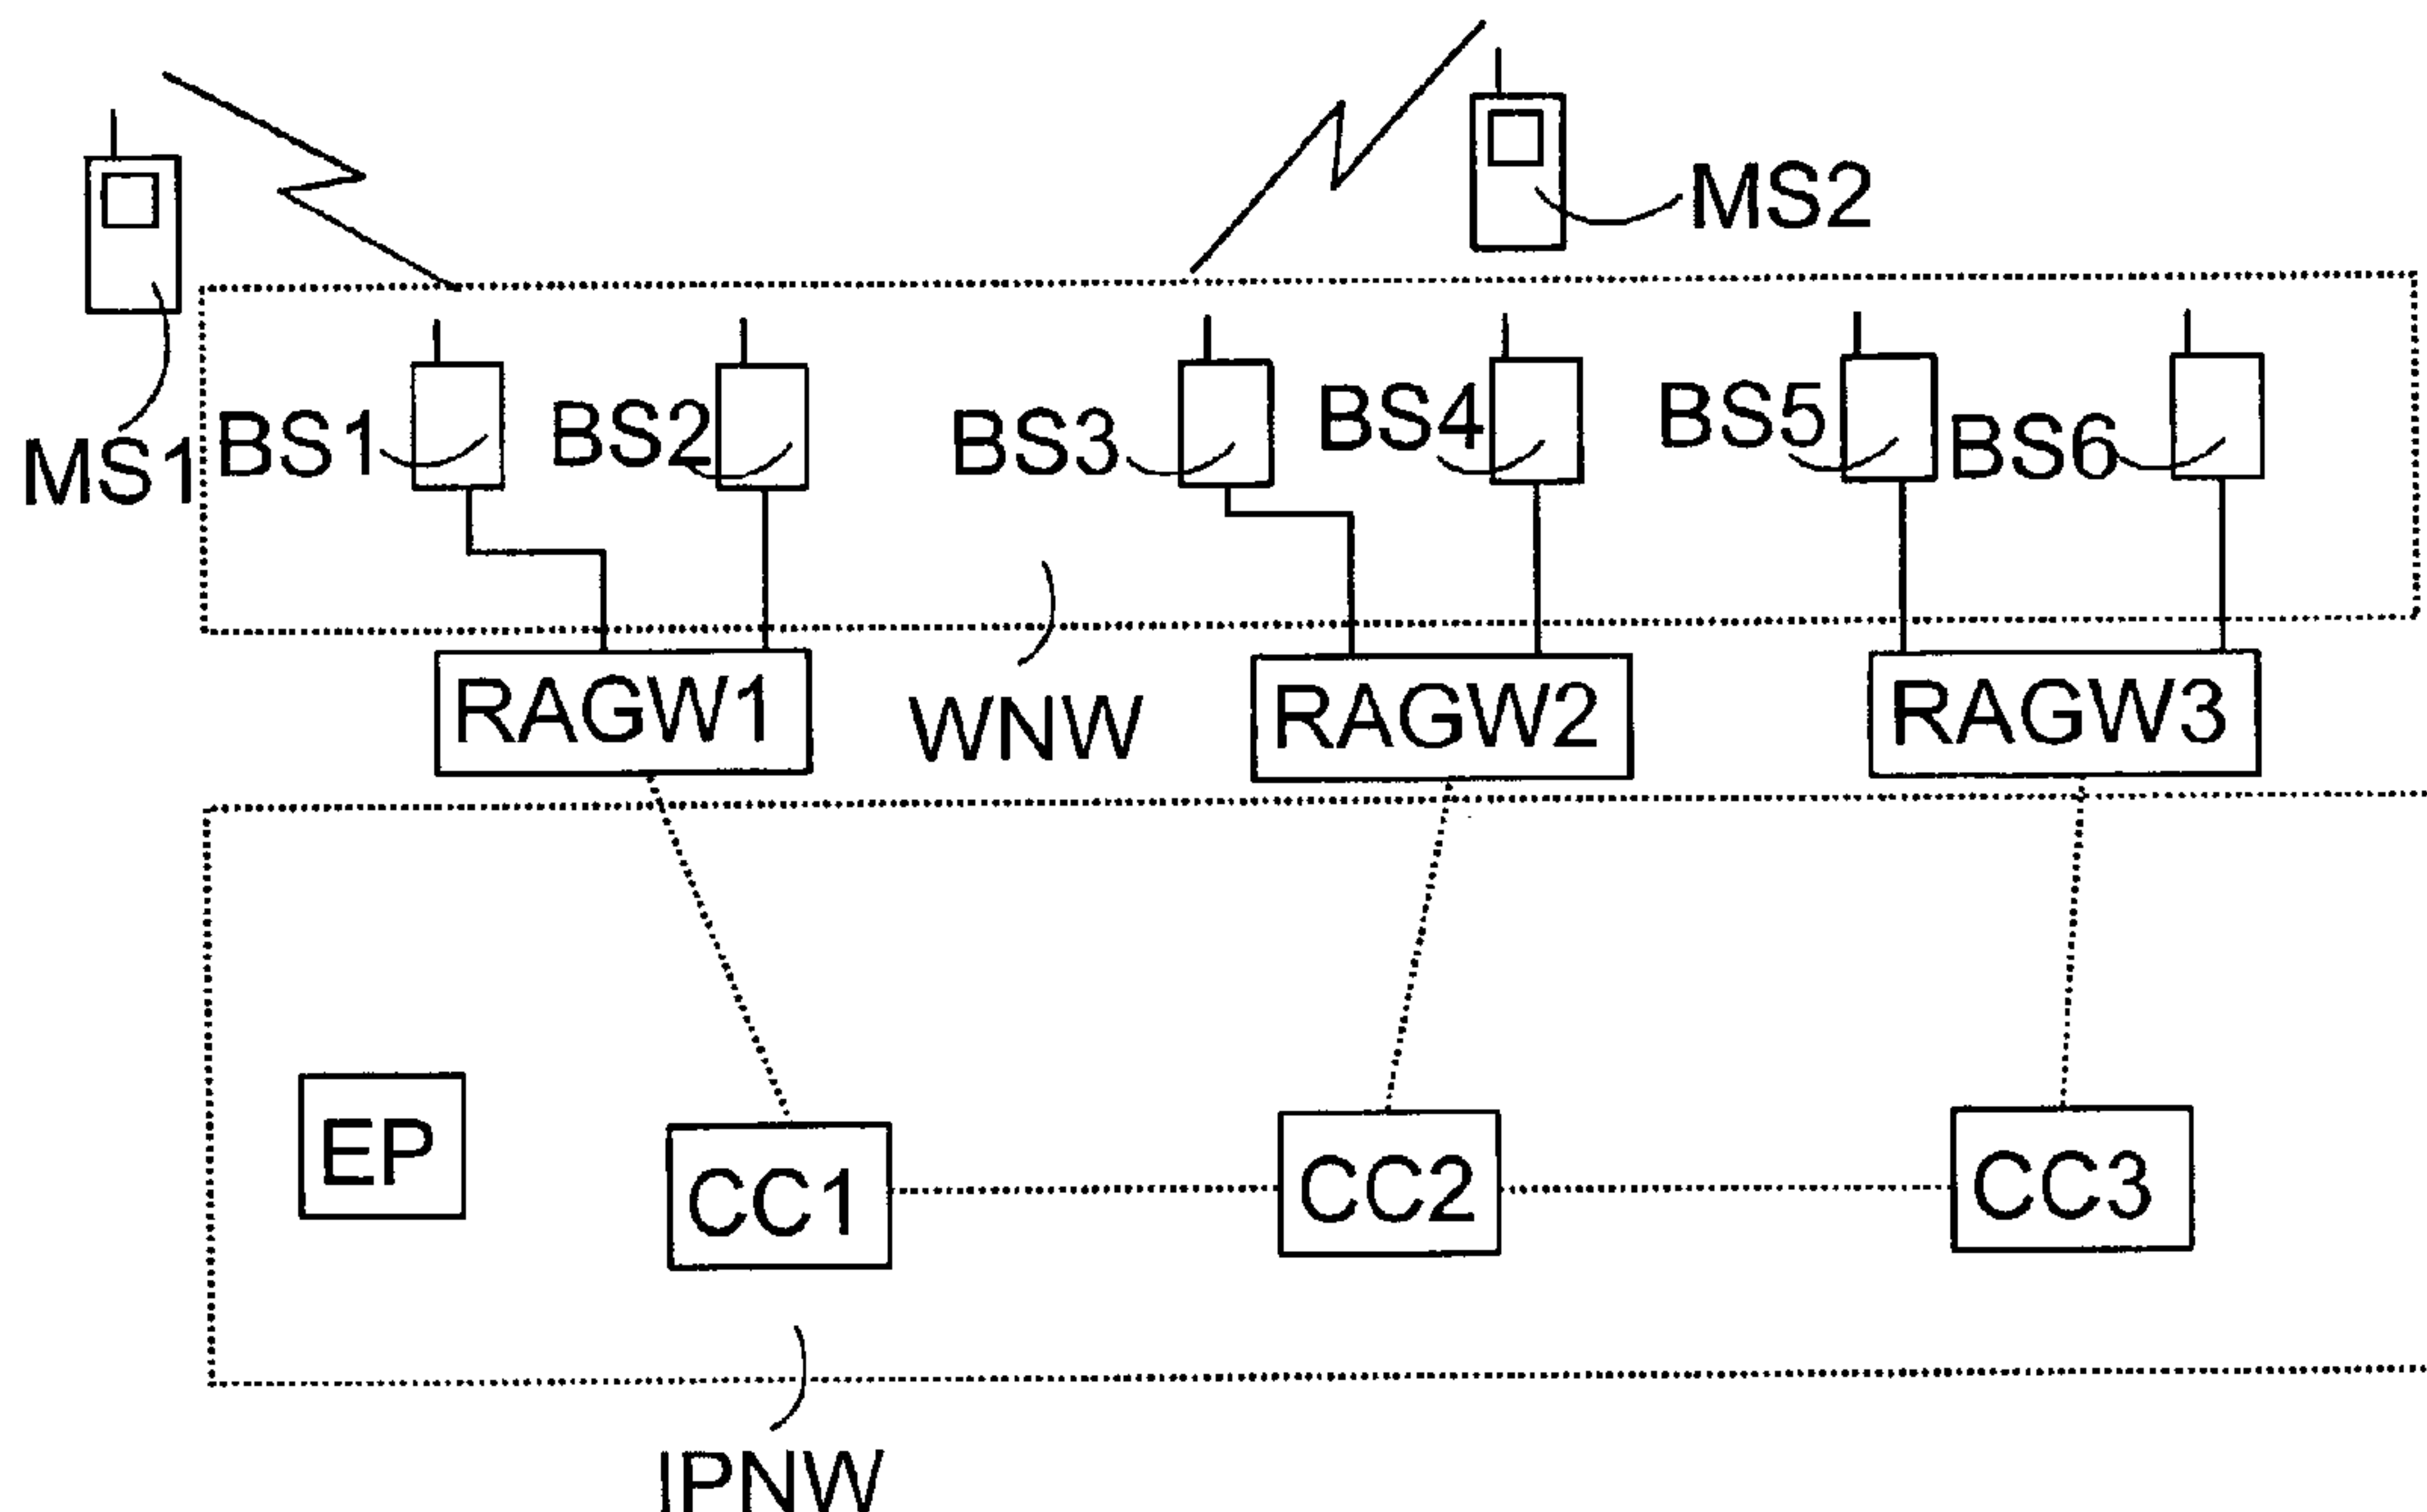 MS2
MS1
BS1
BS2
BS3
BS4
BS5
BS6
RAGW1
WNW
RAGW2
RAGW3
EP
CC1
CC2
CC3
IPNW